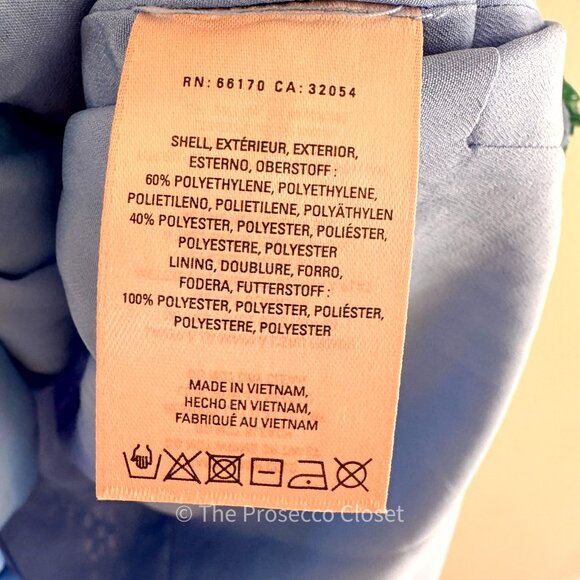 RN: 66170 CA: 32054
SHELL, EXTÉRIEUR, EXTERIOR,
ESTERNO, OBERSTOFF :
60% POLYETHYLENE, POLYETHYLENE,
POLIETILENO, POLIETILENE, POLYÄTHYLEN
40% POLYESTER, POLYESTER, POLIÉSTER,
POLYESTERE, POLYESTER
LINING, DOUBLURE, FORRO,
FODERA, FUTTERSTOFF :
100% POLYESTER, POLYESTER, POLIÉSTER,
POLYESTERE, POLYESTER
MADE IN VIETNAM,
HECHO EN VIETNAM,
FABRIQUÉ AU VIETNAM
© The Prosecco Closet